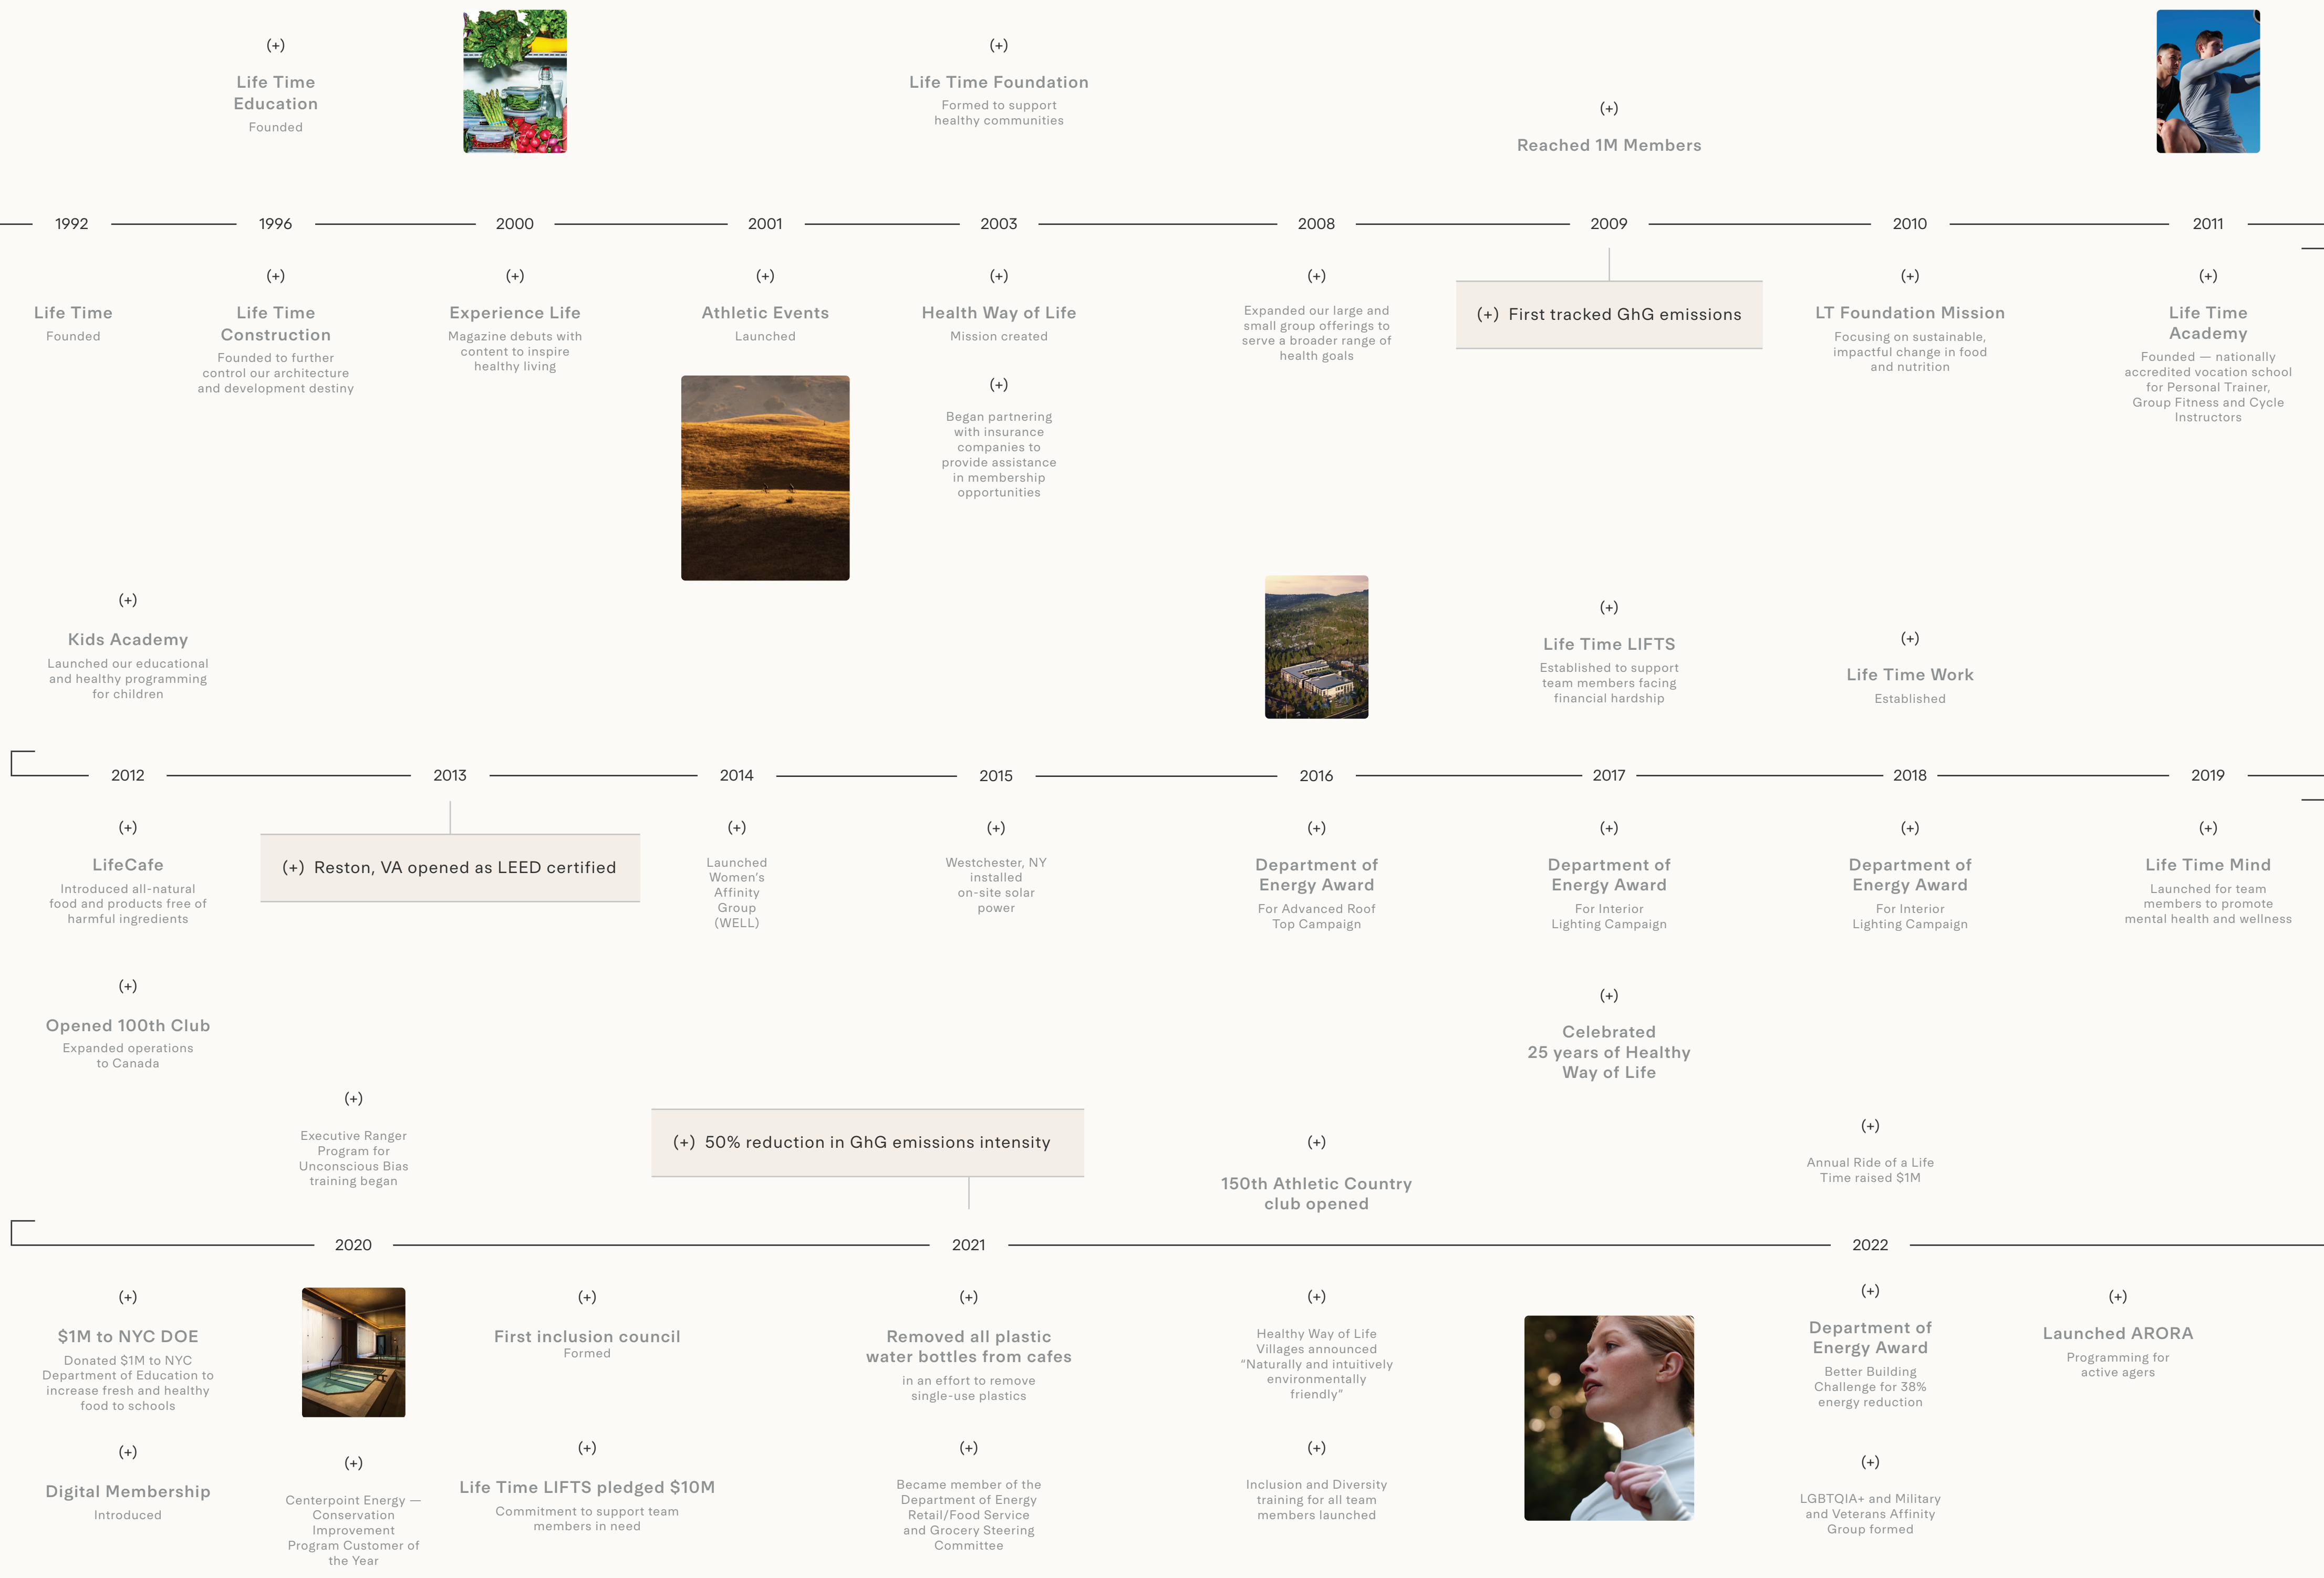 (+)
Life Time
Education
Founded
(+)
Life Time Foundation
Formed to support
healthy communities
(+)
Reached 1M Members
1992
1996
2000
2001
2003
2008
2009
2010
2011
Life Time
Founded
(+)
Life Time
Construction
Founded to further
control our architecture
and development destiny
(+)
Experience Life
Magazine debuts with
content to inspire
healthy living
(+)
Athletic Events
Launched
(+)
Health Way of Life
Mission created
(+)
Began partnering
with insurance
companies to
provide assistance
in membership
opportunities
(+)
Expanded our large and
small group offerings to
serve a broader range of
health goals
(+) First tracked GhG emissions
(+)
LT Foundation Mission
Focusing on sustainable,
impactful change in food
and nutrition
(+)
Life Time
Academy
Founded — nationally
accredited vocation school
for Personal Trainer,
Group Fitness and Cycle
Instructors
(+)
Kids Academy
Launched our educational
and healthy programming
for children
(+)
Life Time LIFTS
Established to support
team members facing
financial hardship
(+)
Life Time Work
Established
2012
2013
2014
2015
2016
2017
2018
2019
(+)
LifeCafe
Introduced all-natural
food and products free of
harmful ingredients
(+)
Opened 100th Club
Expanded operations
to Canada
(+) Reston, VA opened as LEED certified
(+)
Launched
Women's
Affinity
Group
(WELL)
(+)
Westchester, NY
installed
on-site solar
power
(+)
Department of
Energy Award
For Advanced Roof
Top Campaign
(+)
Department of
Energy Award
For Interior
Lighting Campaign
(+)
Celebrated
25 years of Healthy
Way of Life
(+)
Department of
Energy Award
For Interior
Lighting Campaign
(+)
Life Time Mind
Launched for team
members to promote
mental health and wellness
(+)
Executive Ranger
Program for
Unconscious Bias
training began
(+) 50% reduction in GhG emissions intensity
(+)
150th Athletic Country
club opened
(+)
Annual Ride of a Life
Time raised $1M
2020
2021
2022
(+)
$1M to NYC DOE
Donated $1M to NYC
Department of Education to
increase fresh and healthy
food to schools
(+)
Digital Membership
Introduced
(+)
Centerpoint Energy —
Conservation
Improvement
Program Customer of
the Year
(+)
First inclusion council
Formed
(+)
Life Time LIFTS pledged $10M
Commitment to support team
members in need
(+)
Removed all plastic
water bottles from cafes
in an effort to remove
single-use plastics
(+)
Became member of the
Department of Energy
Retail/Food Service
and Grocery Steering
Committee
(+)
Healthy Way of Life
Villages announced
“Naturally and intuitively
environmentally
friendly”
(+)
Inclusion and Diversity
training for all team
members launched
(+)
Department of
Energy Award
Better Building
Challenge for 38%
energy reduction
(+)
LGBTQIA+ and Military
and Veterans Affinity
Group formed
(+)
Launched ARORA
Programming for
active agers